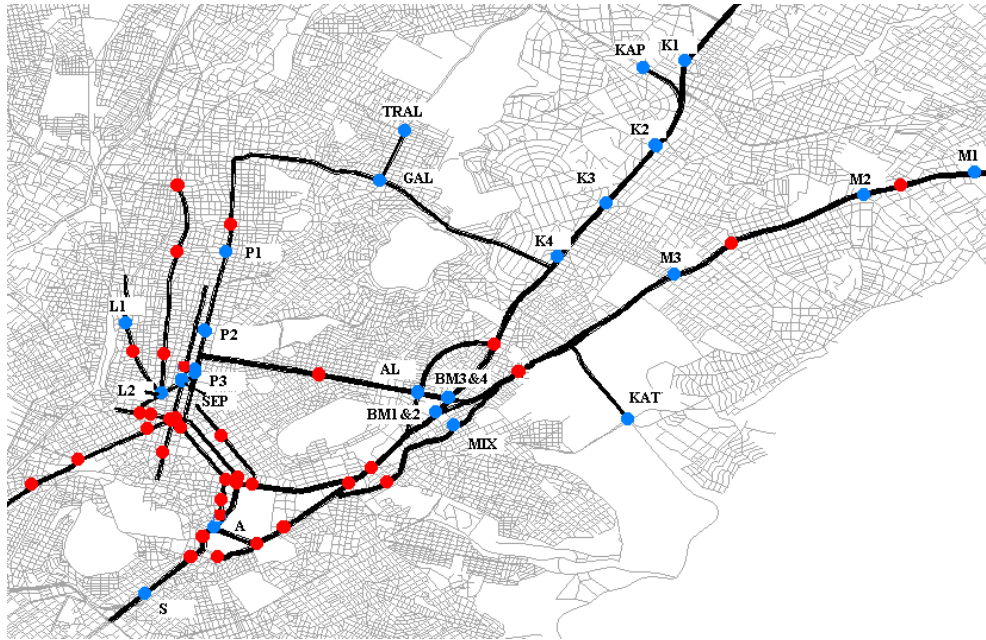 KAP
K1
TRAL
K2
M1
GAL
K3
M2
K4
P1
M3
L1
P2
AL
BM3&4
P3
L2
SEP
BM1&2
KAT
MIX
A
S